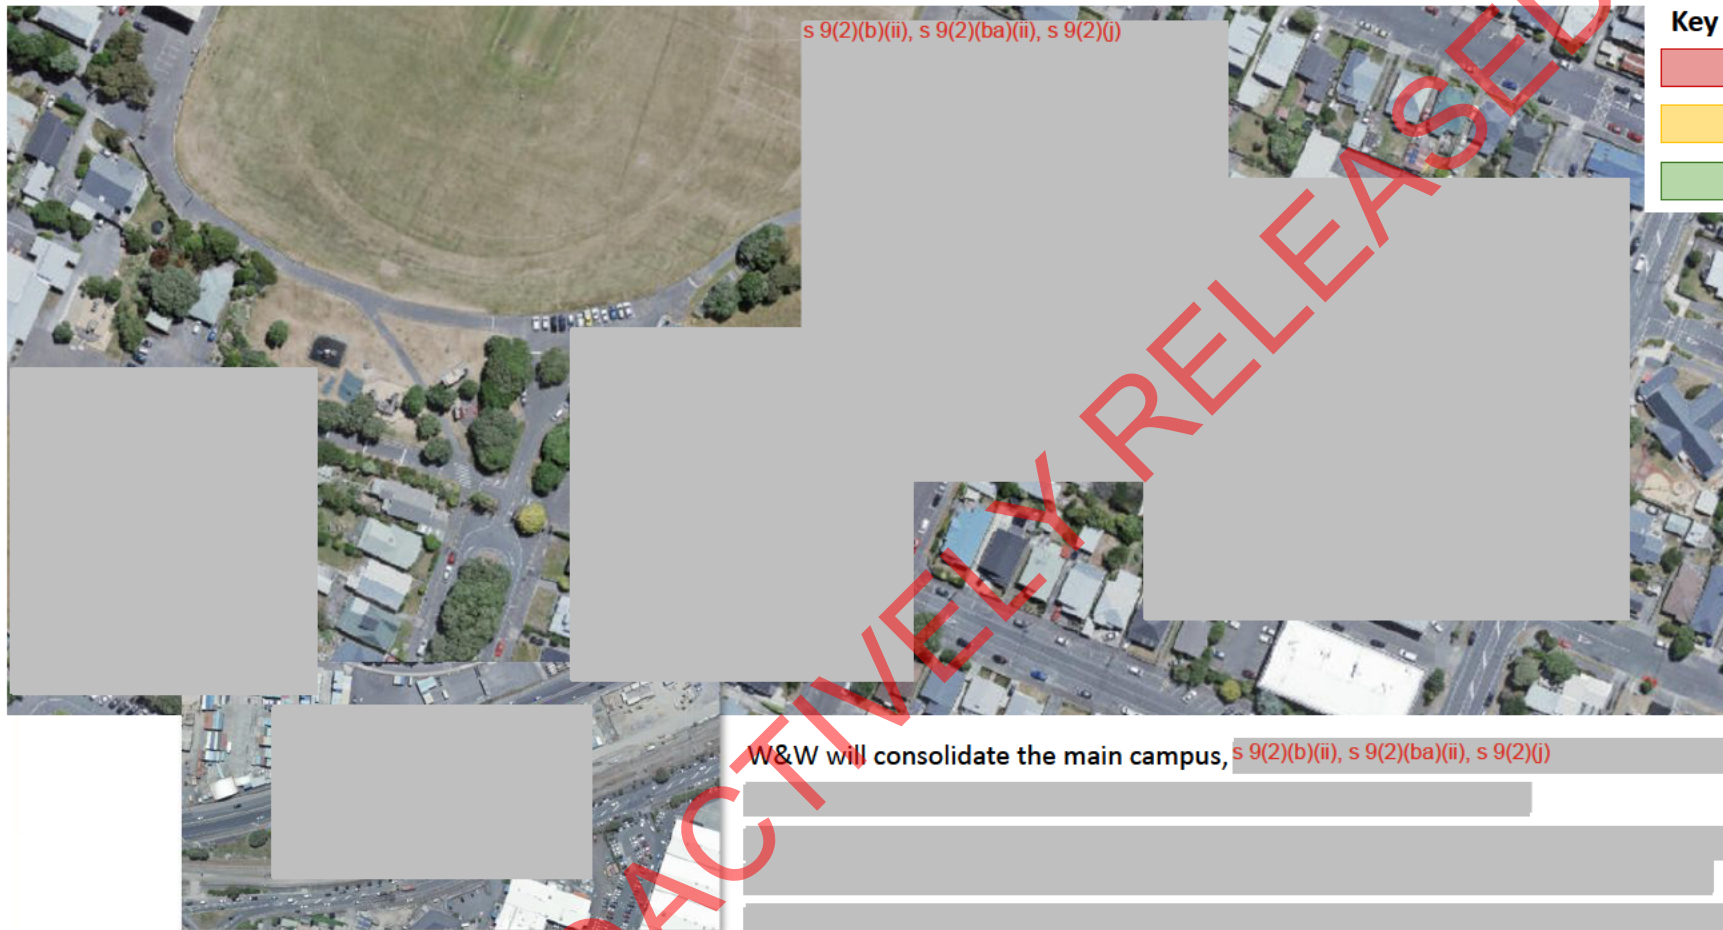 s 9(2)(b)(ii), s 9(2)(ba)(ii), s 9(2)(j)
Key
W&W will consolidate the main campus, s 9(2)(b)(ii), s 9(2)(ba)(ii), s 9(2)(j)
ACTIVELY RELEASED